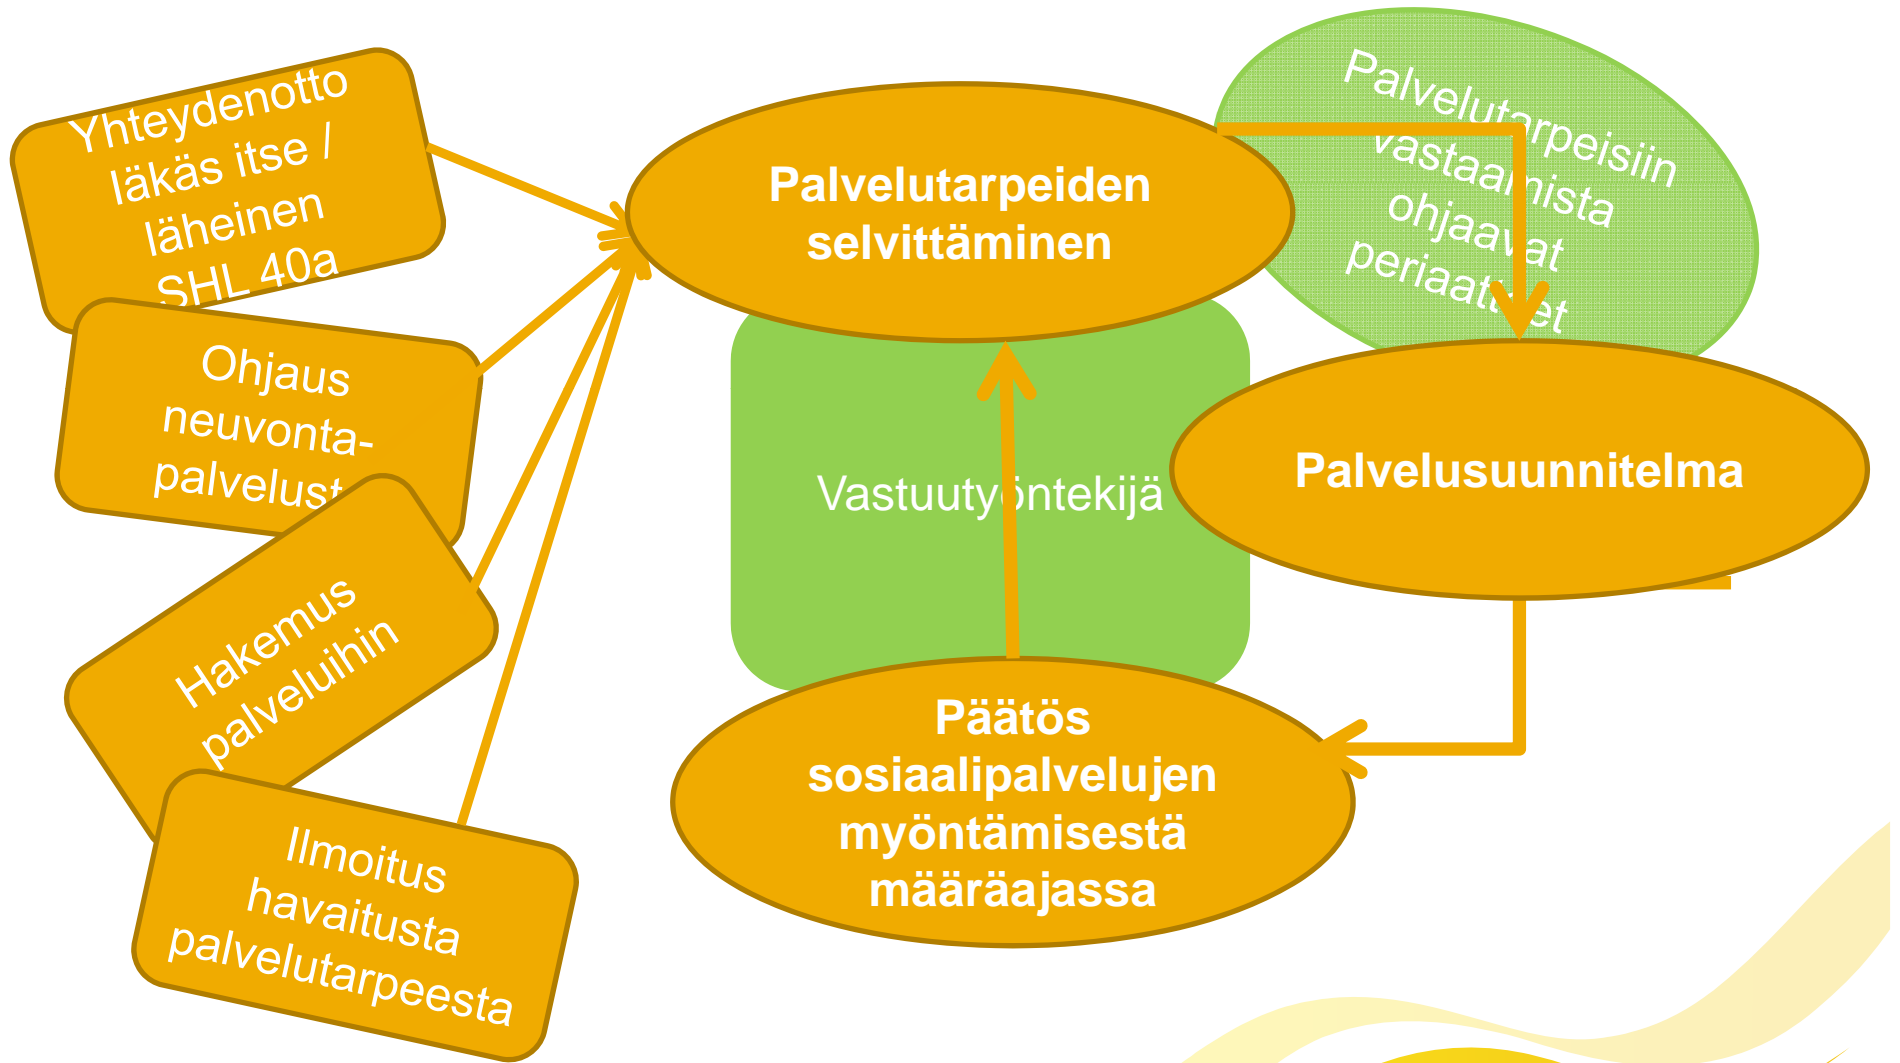 Yhteydenotto
Iäkäs itse /
läheinen
SHL 40a
Ohjaus
neuvonta-
palvelust
Hakemus
palveluihin
Ilmoitus
havaitusta
palvelutarpeesta
Palvelutarpeiden
selvittäminen
Palvelutarpeisiin
vastaamista
ohjaavat
periaatteet
Vastuutyöntekijä
Palvelusuunnitelma
Päätös
sosiaalipalvelujen
myöntämisestä
määräajassa